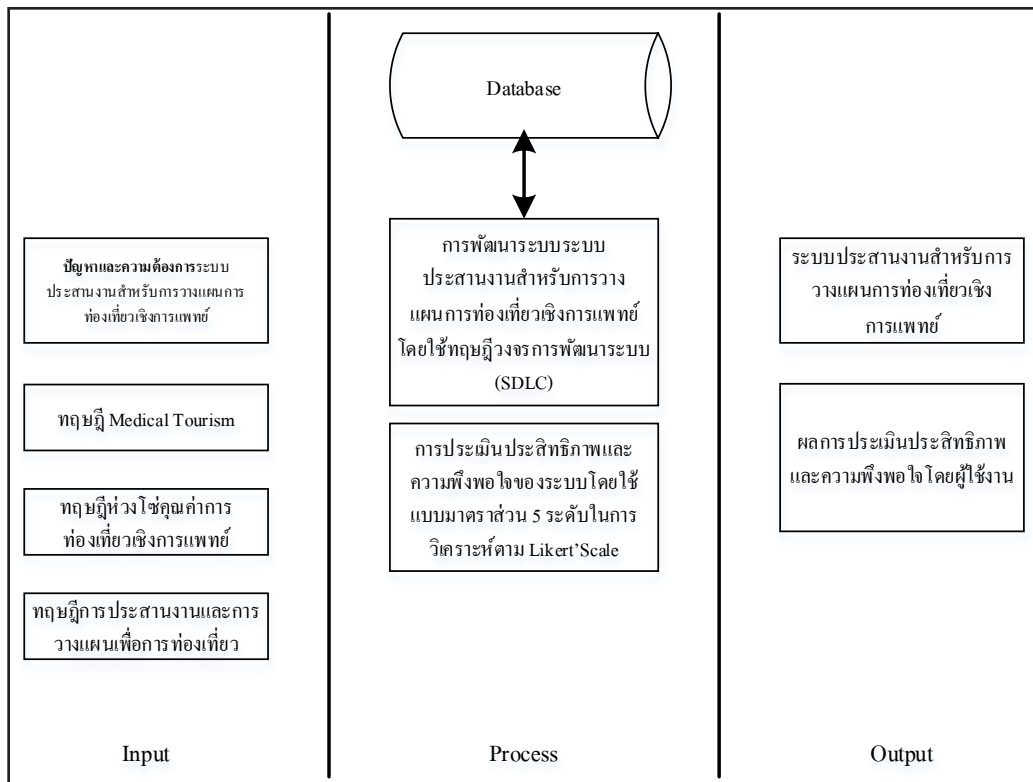 ปัญหาและความต้องการระบบ
ประสานงานสำหรับการวางแผนการ
ท่องเที่ยวเชิงการแพทย์
ทฤษฎี Medical Tourism
ทฤษฎีห่วงโซ่คุณค่าการ
ท่องเที่ยวเชิงการแพทย์
ทฤษฎีการประสานงานและการ
วางแผนเพื่อการท่องเที่ยว
Input
Database
การพัฒนาระบบระบบ
ประสานงานสำหรับการวาง
แผนการท่องเที่ยวเชิงการแพทย์
โดยใช้ทฤษฎีวงจรการพัฒนาระบบ
(SDLC)
การประเมินประสิทธิภาพและ
ความพึงพอใจของระบบโดยใช้
แบบมาตราส่วน 5 ระดับในการ
วิเคราะห์ตาม Likert’Scale
Process
ระบบประสานงานสำหรับการ
วางแผนการท่องเที่ยวเชิง
การแพทย์
ผลการประเมินประสิทธิภาพ
และความพึงพอใจโดยผู้ใช้งาน
Output